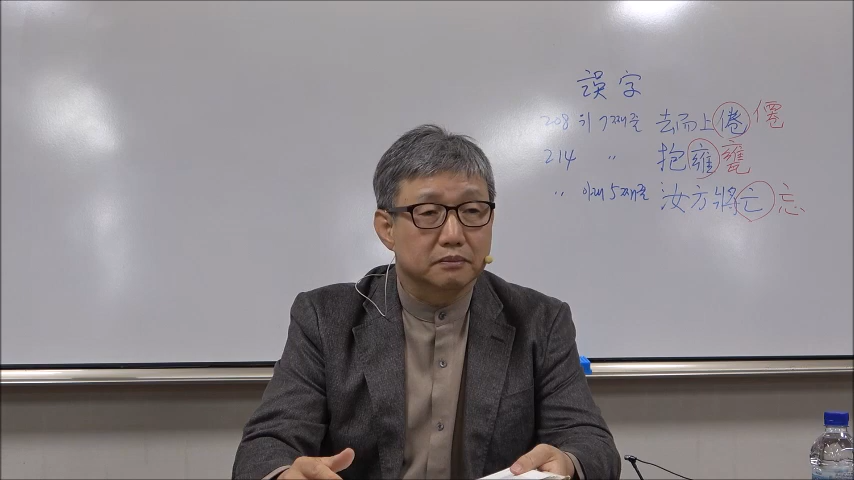 誤字
208 위 7째줄 去而上倦 僊
214 〃 抱雍 甕
〃 아래 5째줄 汝方將亡 忘